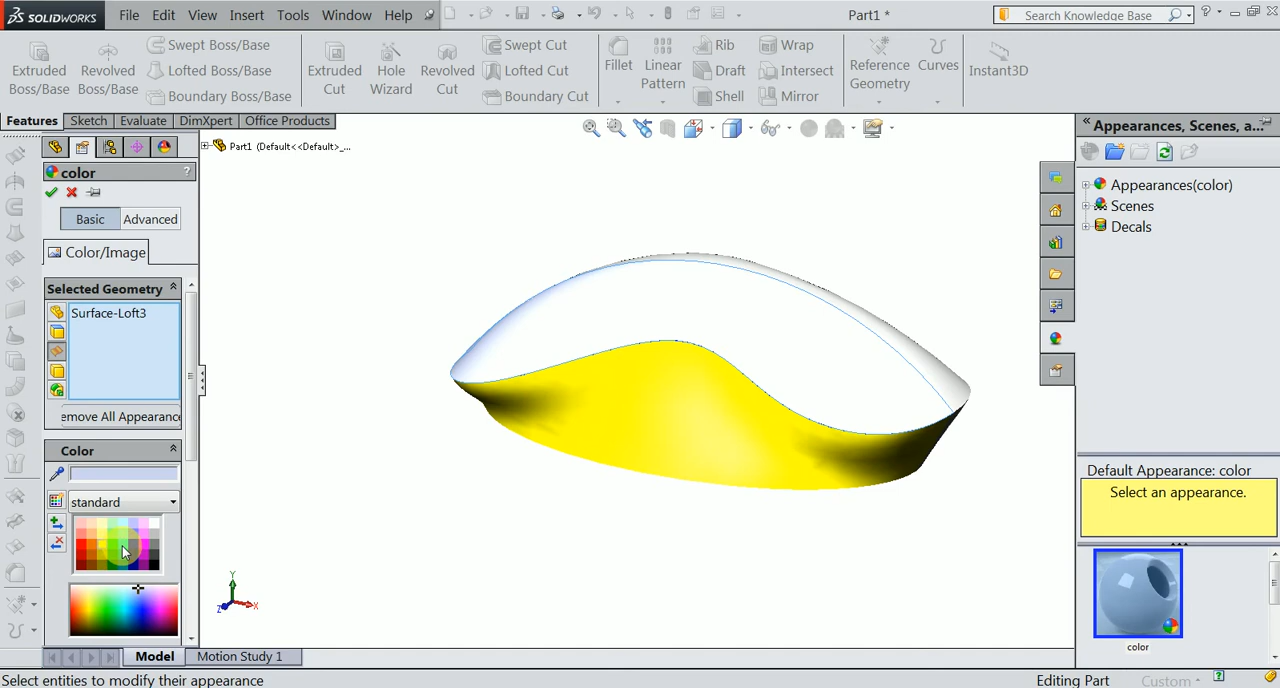 SOLIDWORKS File Edit View Insert Tools Window Help Part1 * Search Knowledge Base ?
Extruded Boss/Base
Revolved Boss/Base
Swept Boss/Base
Lofted Boss/Base
Boundary Boss/Base
Extruded Cut
Hole Wizard
Revolved Cut
Swept Cut
Lofted Cut
Boundary Cut
Fillet
Linear Pattern
Rib
Draft
Shell
Wrap
Intersect
Mirror
Reference Geometry
Curves
Instant3D
Features Sketch Evaluate DimXpert Office Products
Part1 (Default<<Default>_...
color ?
Basic Advanced
Color/Image
Selected Geometry
Surface-Loft3
emove All Appearance
Color
standard
Y
Z X
Model Motion Study 1
Appearances, Scenes, a...
Appearances(color)
Scenes
Decals
Default Appearance: color
Select an appearance.
color
Select entities to modify their appearance Editing Part Custom ?